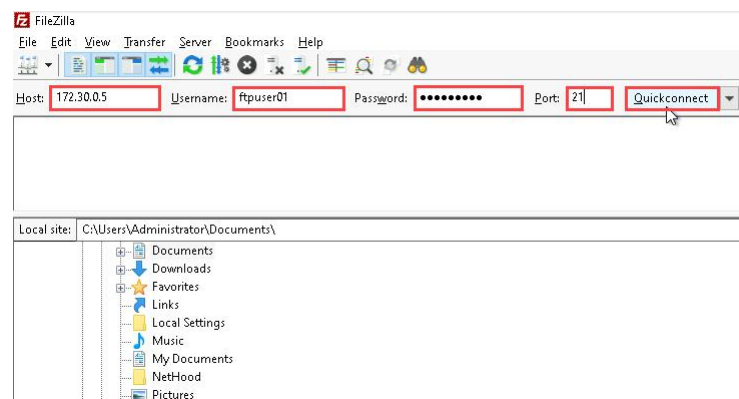 FileZilla
File Edit View Transfer Server Bookmarks Help
Host: 172.30.0.5 Username: ftpuser01 Password: ●●●●●●●●● Port: 21 Quickconnect
Local site: C:\Users\Administrator\Documents\
Documents
Downloads
Favorites
Links
Local Settings
Music
My Documents
NetHood
Pictures